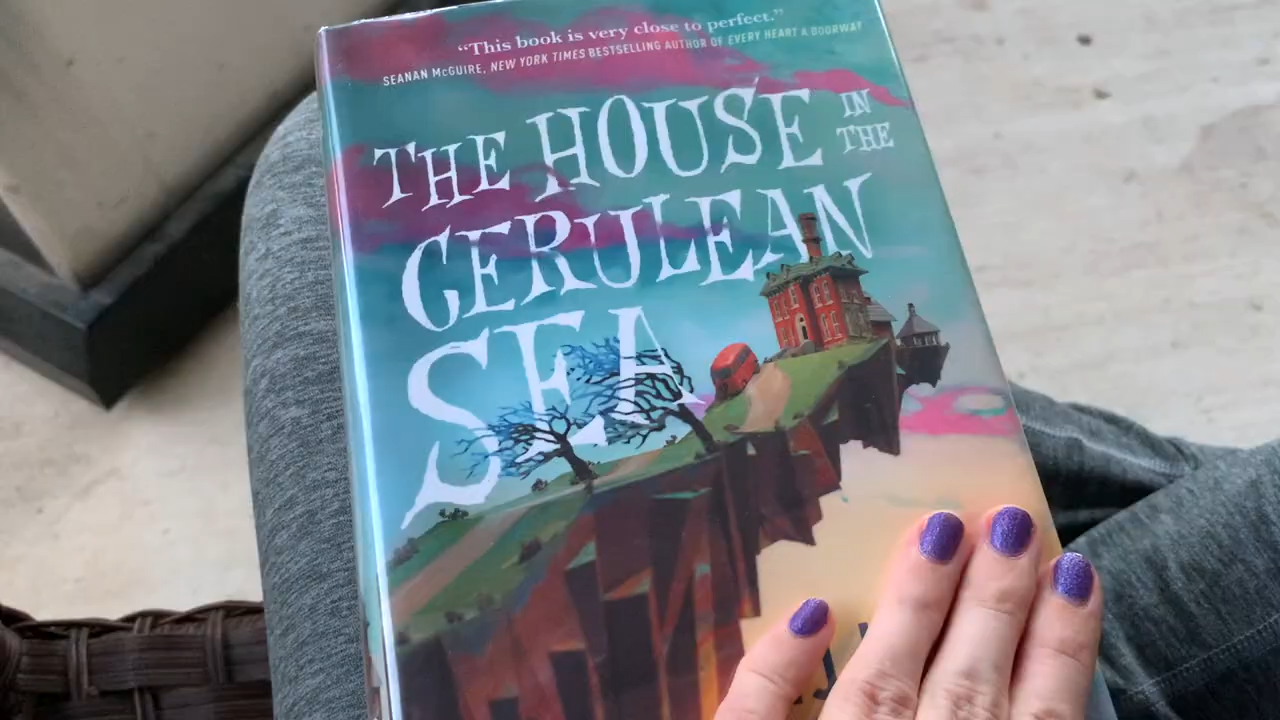 “This book is very close to perfect.”
SEANAN McGUIRE, NEW YORK TIMES BESTSELLING AUTHOR OF EVERY HEART A DOORWAY
THE HOUSE IN THE
CERULEAN
SEA